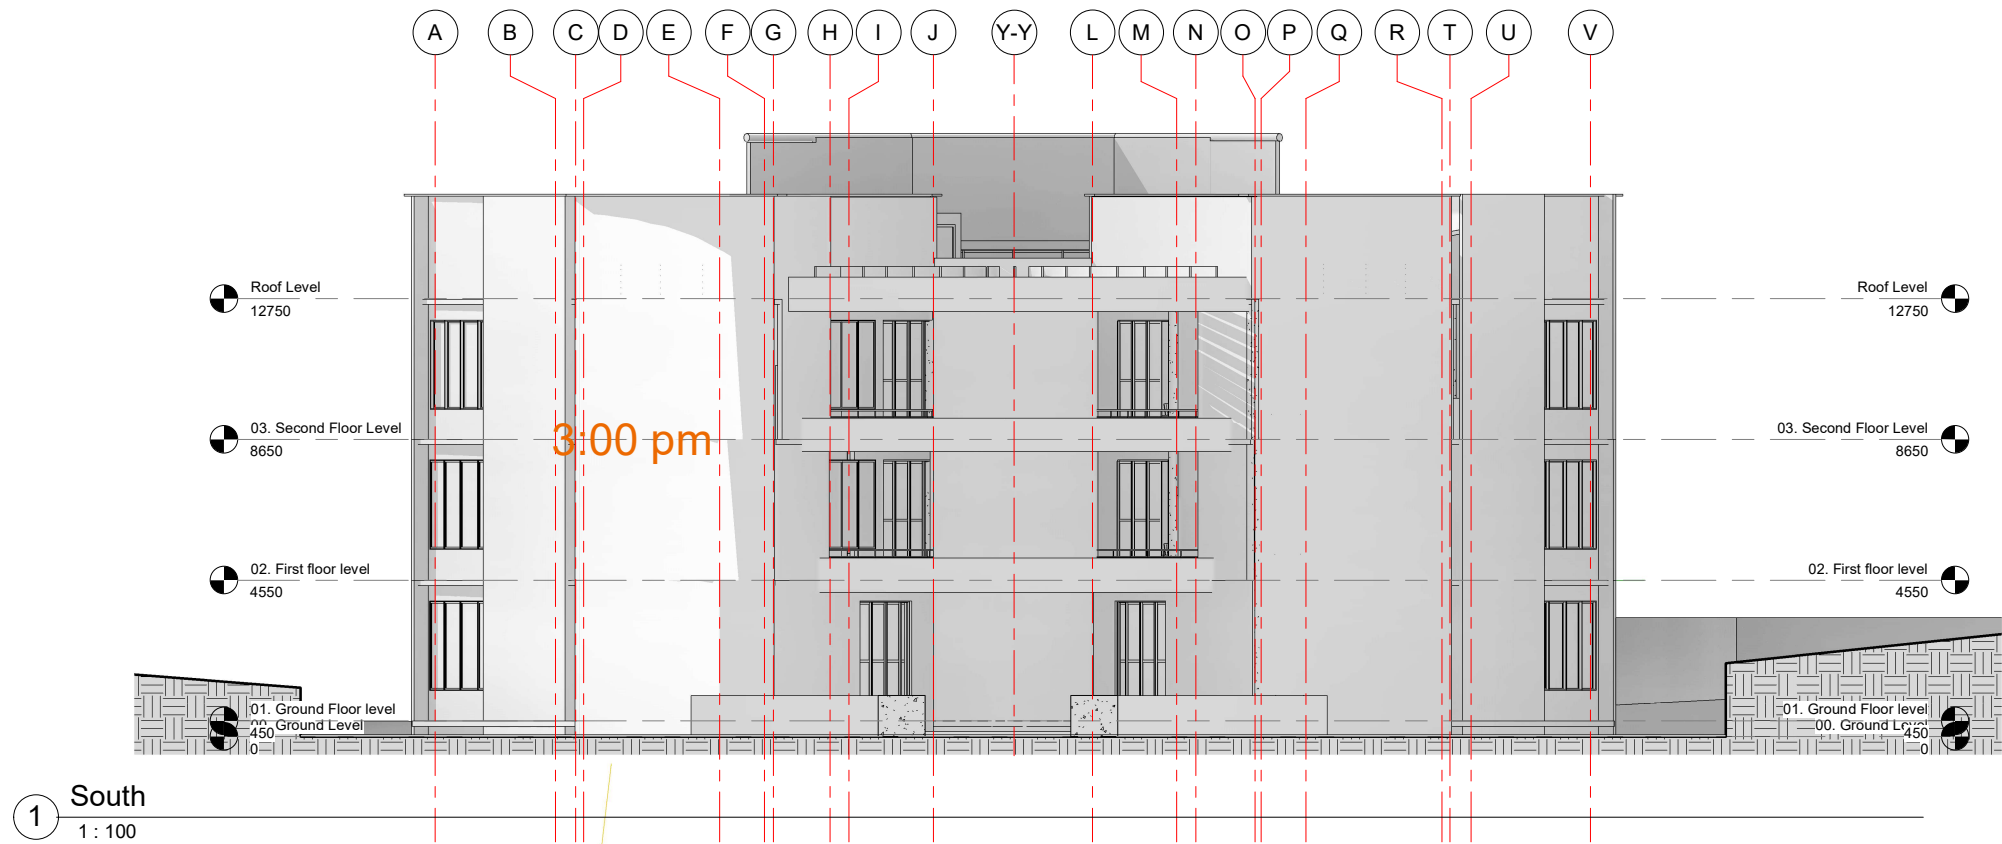 A B C D E F G H I J Y-Y L M N O P Q R T U V
Roof Level
12750
Roof Level
12750
03. Second Floor Level
8650
03. Second Floor Level
8650
3:00 pm
02. First floor level
4550
02. First floor level
4550
01. Ground Floor level
00. Ground Level
450
0
01. Ground Floor level
00. Ground Level
450
0
1
South
1 : 100